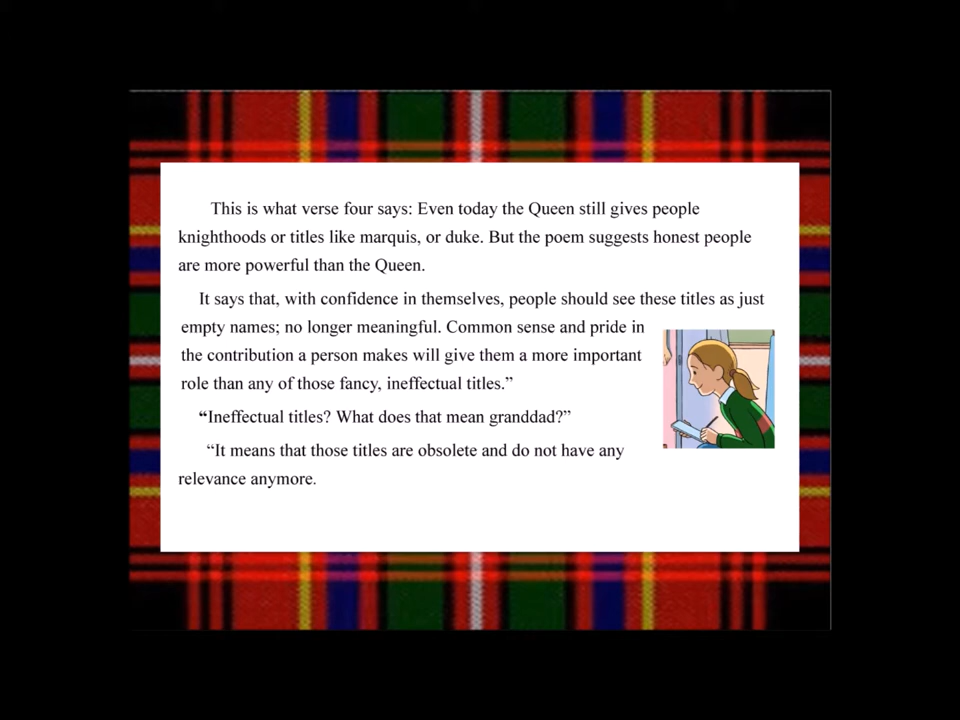 This is what verse four says: Even today the Queen still gives people
knighthoods or titles like marquis, or duke. But the poem suggests honest people
are more powerful than the Queen.
It says that, with confidence in themselves, people should see these titles as just
empty names; no longer meaningful. Common sense and pride in
the contribution a person makes will give them a more important
role than any of those fancy, ineffectual titles.”
“Ineffectual titles? What does that mean granddad?”
“It means that those titles are obsolete and do not have any
relevance anymore.